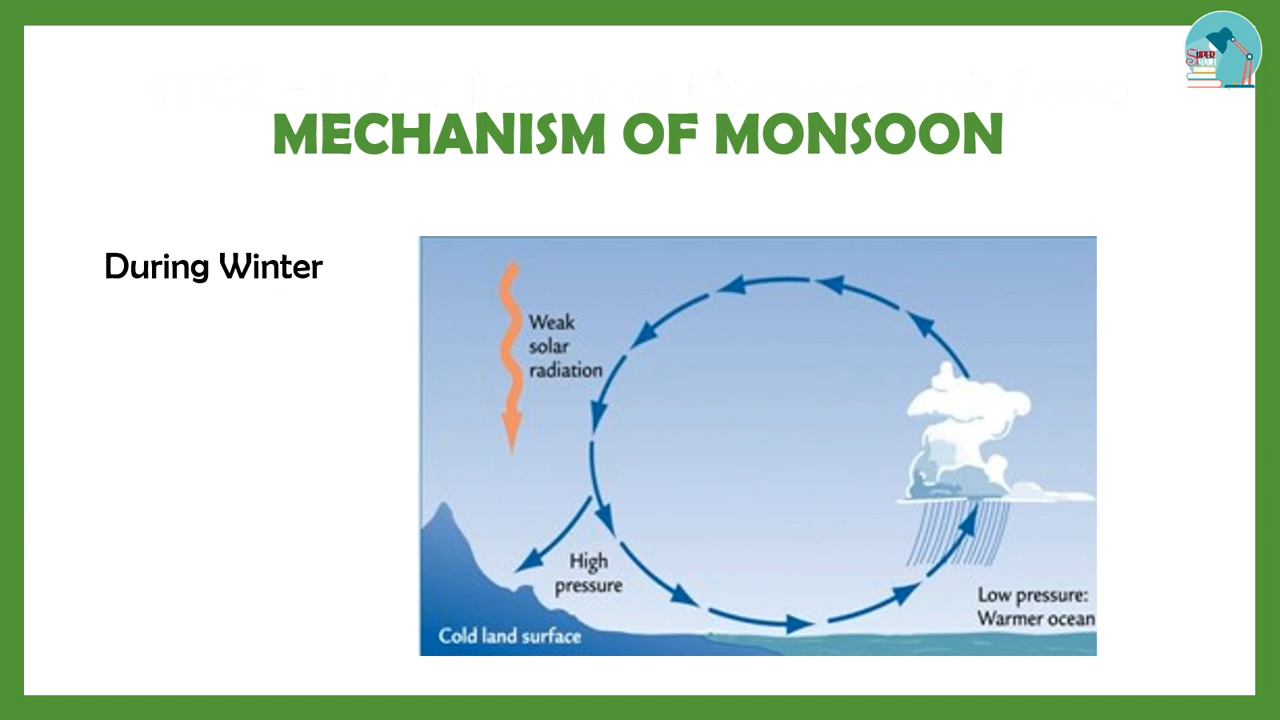 MECHANISM OF MONSOON
During Winter
Weak
solar
radiation
High
pressure
Cold land surface
Low pressure:
Warmer ocean